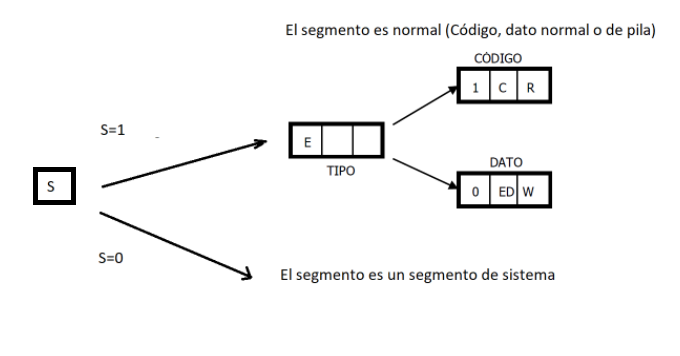 El segmento es normal (Código, dato normal o de pila)
CÓDIGO
1 C R
S=1
E
TIPO
DATO
0 ED W
S
S=0
El segmento es un segmento de sistema